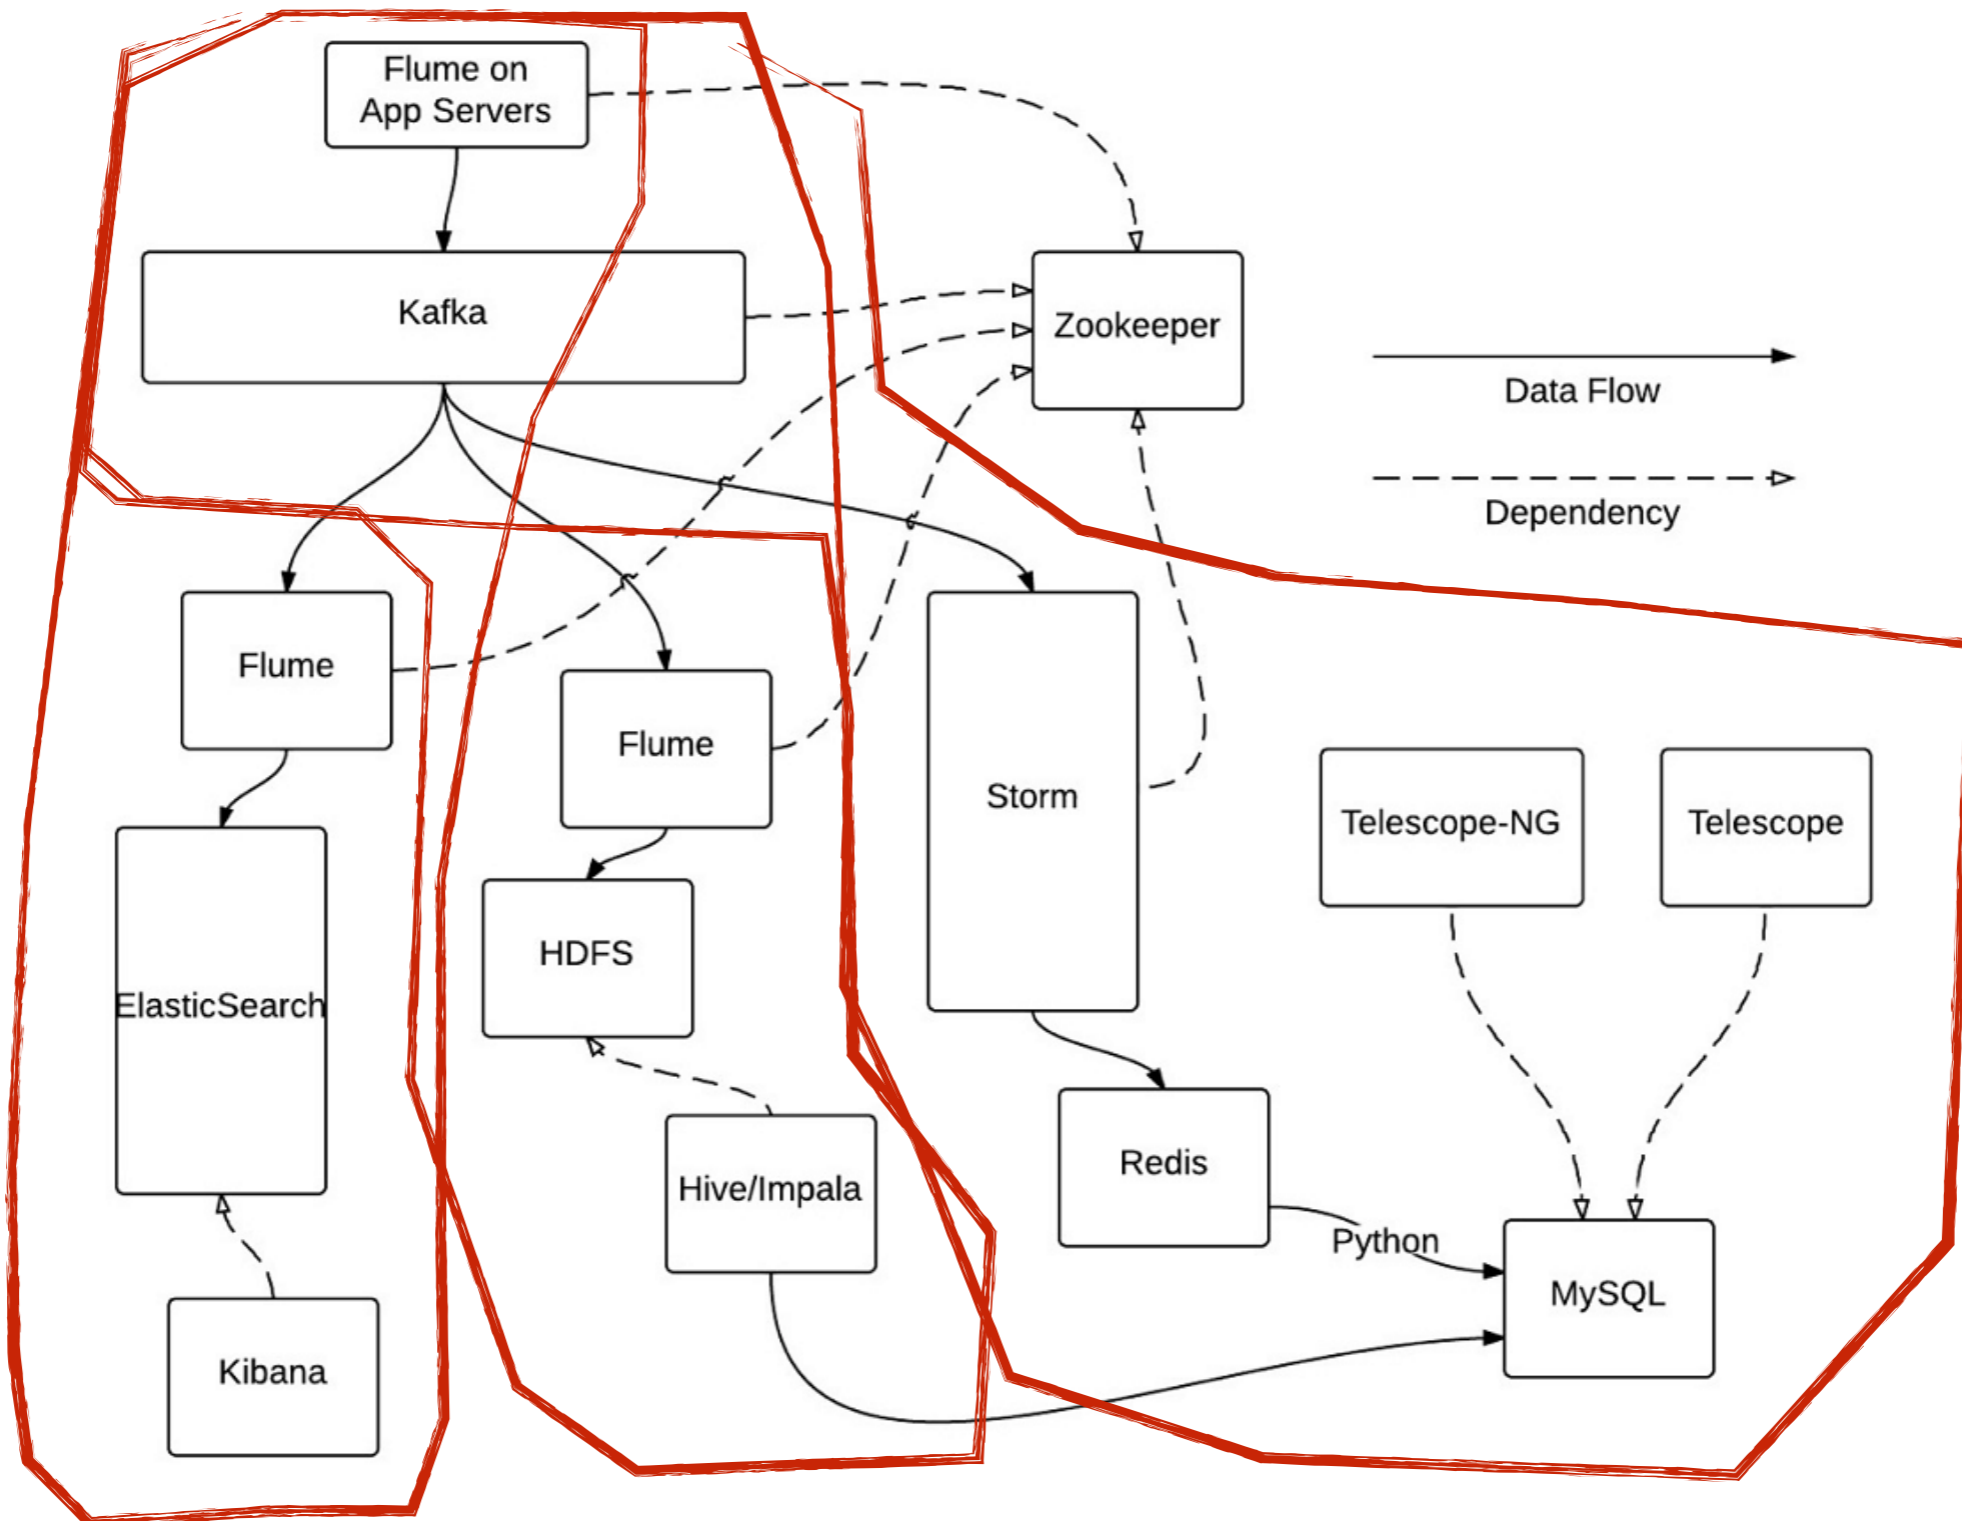 Flume on
App Servers
Kafka
Zookeeper
Data Flow
Dependency
Flume
Flume
Storm
Telescope-NG
Telescope
HDFS
ElasticSearch
Redis
Hive/Impala
Python
MySQL
Kibana